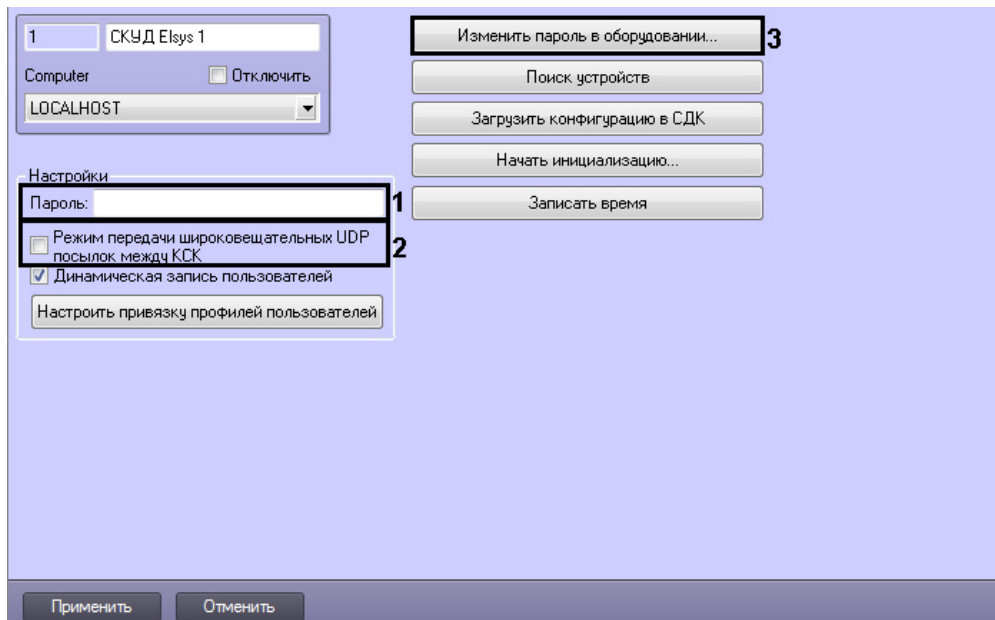 1
СКУД Elsys 1
Computer
Отключить
LOCALHOST
Настройки
Пароль:
1
Режим передачи широковещательных UDP
посылок между КСК
2
Динамическая запись пользователей
Настроить привязку профилей пользователей
Изменить пароль в оборудовании...
3
Поиск устройств
Загрузить конфигурацию в СДК
Начать инициализацию...
Записать время
Применить
Отменить